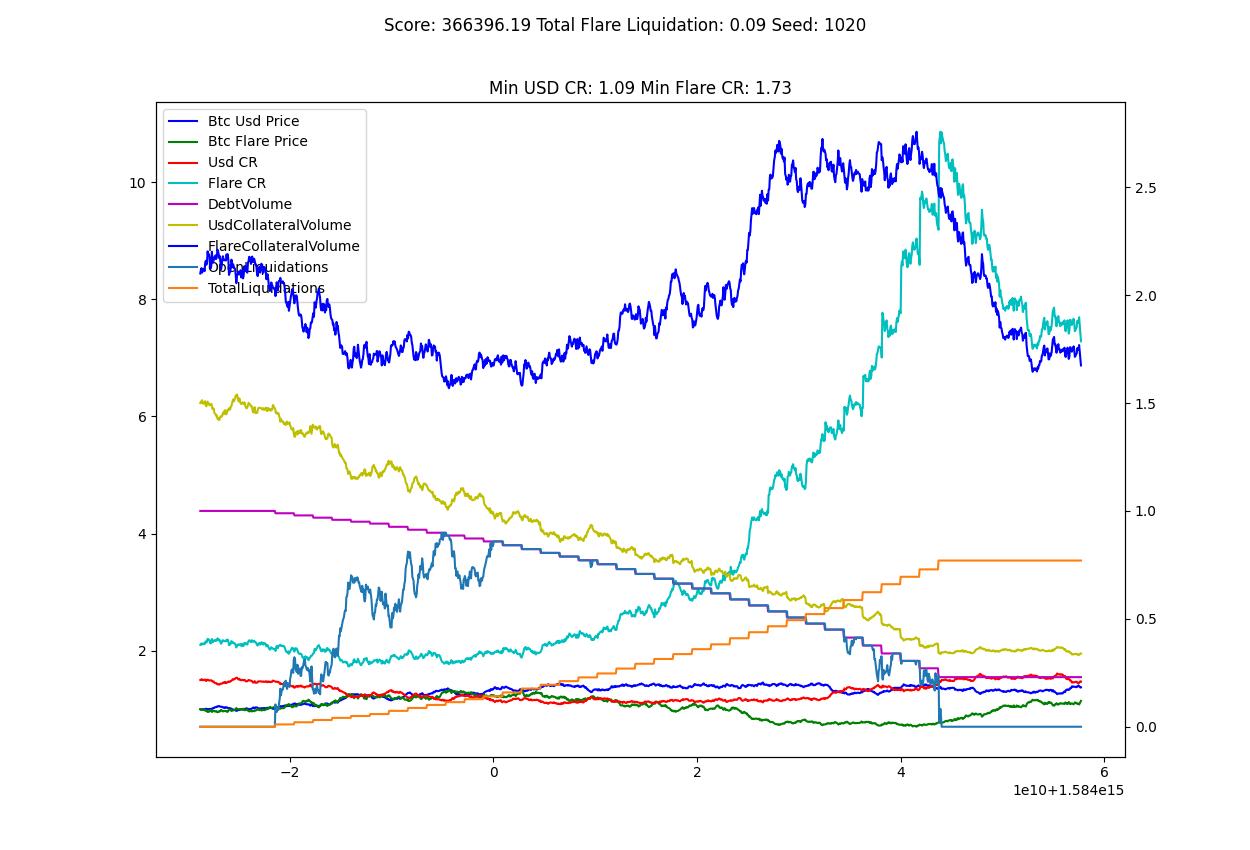 Score: 366396.19 Total Flare Liquidation: 0.09 Seed: 1020
Min USD CR: 1.09 Min Flare CR: 1.73
Btc Usd Price
Btc Flare Price
Usd CR
Flare CR
DebtVolume
UsdCollateralVolume
FlareCollateralVolume
OpenLiquidations
TotalLiquidations
10
8
6
4
2
2.5
2.0
1.5
1.0
0.5
0.0
−2
0
2
4
6
1e10+1.584e15